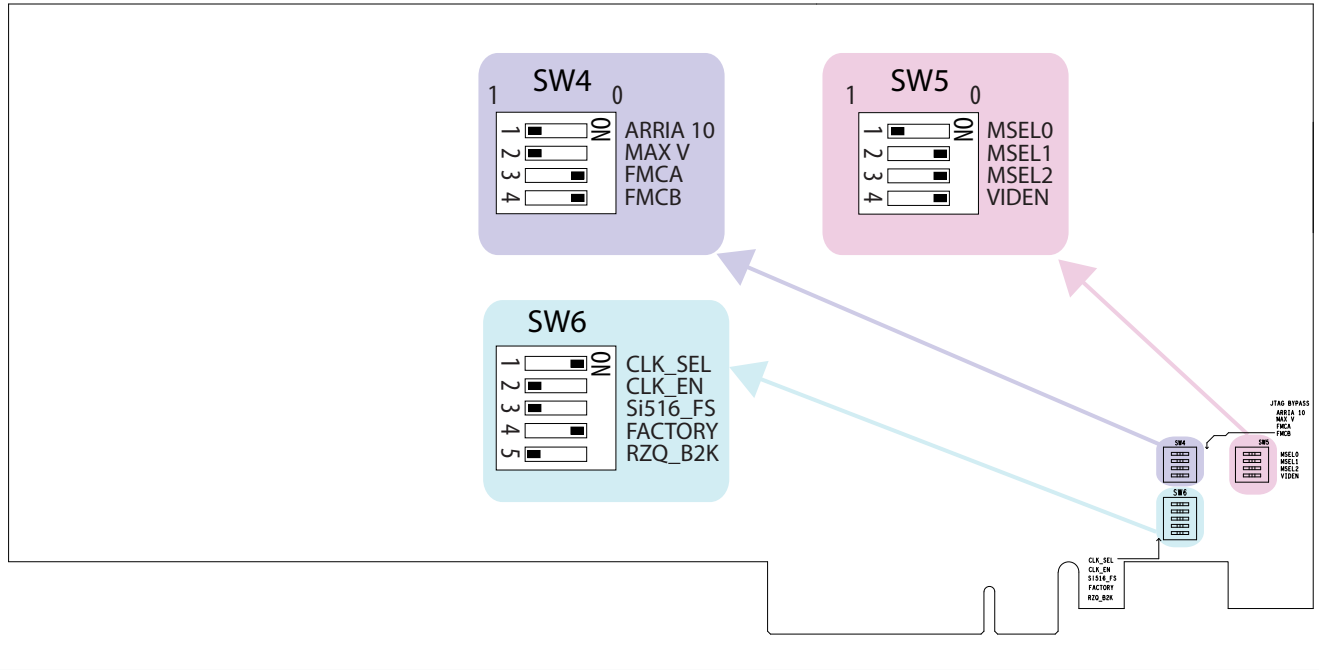 SW4
1 0
ON
1 ARRIA 10
2 MAX V
3 FMCA
4 FMCB
SW5
1 0
ON
1 MSEL0
2 MSEL1
3 MSEL2
4 VIDEN
SW6
ON
1 CLK_SEL
2 CLK_EN
3 Si516_FS
4 FACTORY
5 RZQ_B2K
JTAG BYPASS
ARRIA 10
MAX V
FMCA
FMCB
SW4
SW5
MSEL0
MSEL1
MSEL2
VIDEN
SW6
CLK_SEL
CLK_EN
SI516_FS
FACTORY
RZQ_B2K